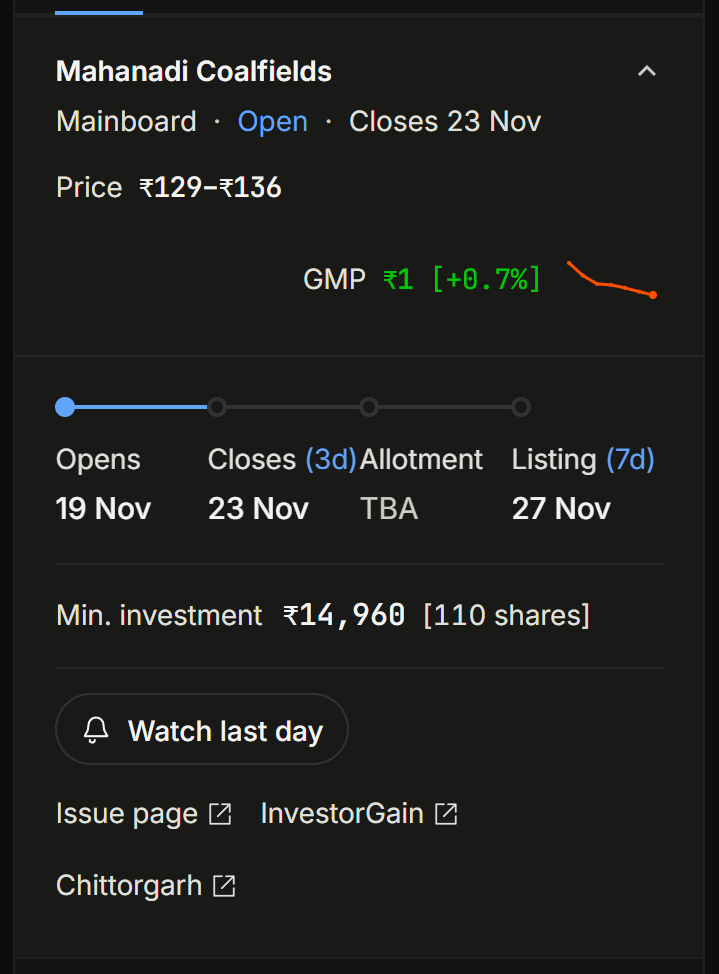 Mahanadi Coalfields
Mainboard · Open · Closes 23 Nov
Price ₹129–₹136
GMP ₹1 [+0.7%]
Opens Closes (3d) Allotment Listing (7d)
19 Nov 23 Nov TBA 27 Nov
Min. investment ₹14,960 [110 shares]
Watch last day
Issue page InvestorGain
Chittorgarh